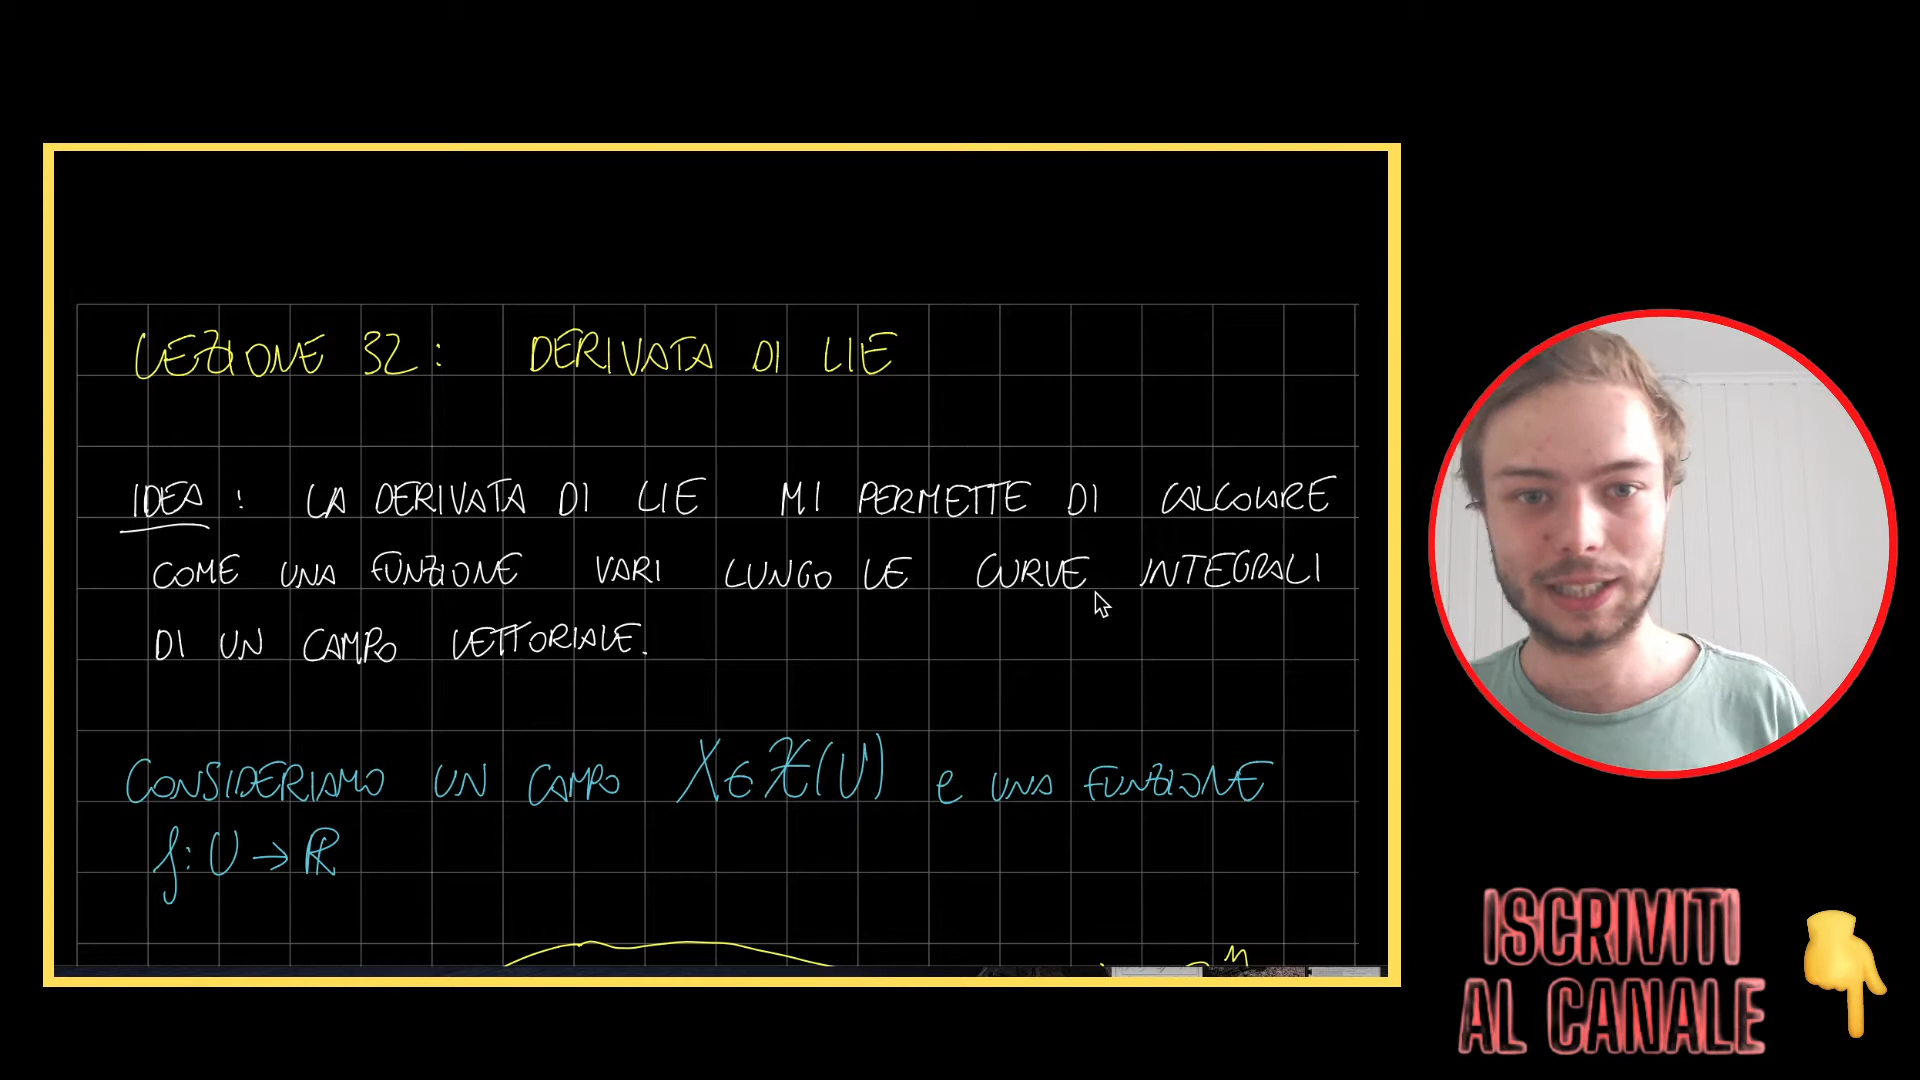 LEZIONE 32: DERIVATA DI LIE
IDEA: LA DERIVATA DI LIE MI PERMETTE DI CALCOLARE
COME UNA FUNZIONE VARI LUNGO LE CURVE INTEGRALI
DI UN CAMPO VETTORIALE.
CONSIDERIAMO UN CAMPO X ∈ 𝒳(U) e UNA FUNZIONE
f: U → ℝ
M
ISCRIVITI
AL CANALE